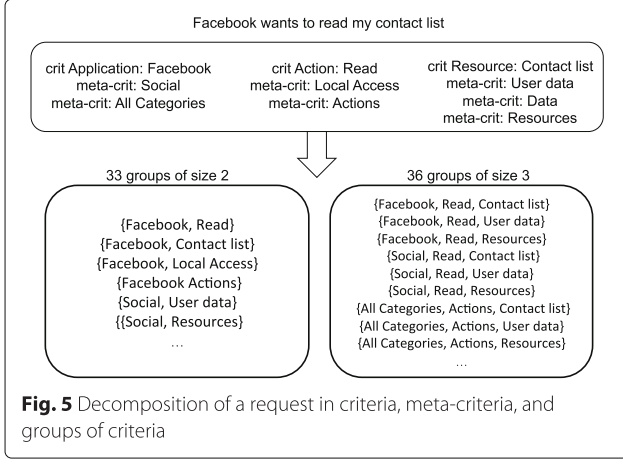 Facebook wants to read my contact list
crit Application: Facebook
meta-crit: Social
meta-crit: All Categories
crit Action: Read
meta-crit: Local Access
meta-crit: Actions
crit Resource: Contact list
meta-crit: User data
meta-crit: Data
meta-crit: Resources
33 groups of size 2
{Facebook, Read}
{Facebook, Contact list}
{Facebook, Local Access}
{Facebook Actions}
{Social, User data}
{{Social, Resources}
...
36 groups of size 3
{Facebook, Read, Contact list}
{Facebook, Read, User data}
{Facebook, Read, Resources}
{Social, Read, Contact list}
{Social, Read, User data}
{Social, Read, Resources}
{All Categories, Actions, Contact list}
{All Categories, Actions, User data}
{All Categories, Actions, Resources}
...
Fig. 5 Decomposition of a request in criteria, meta-criteria, and
groups of criteria